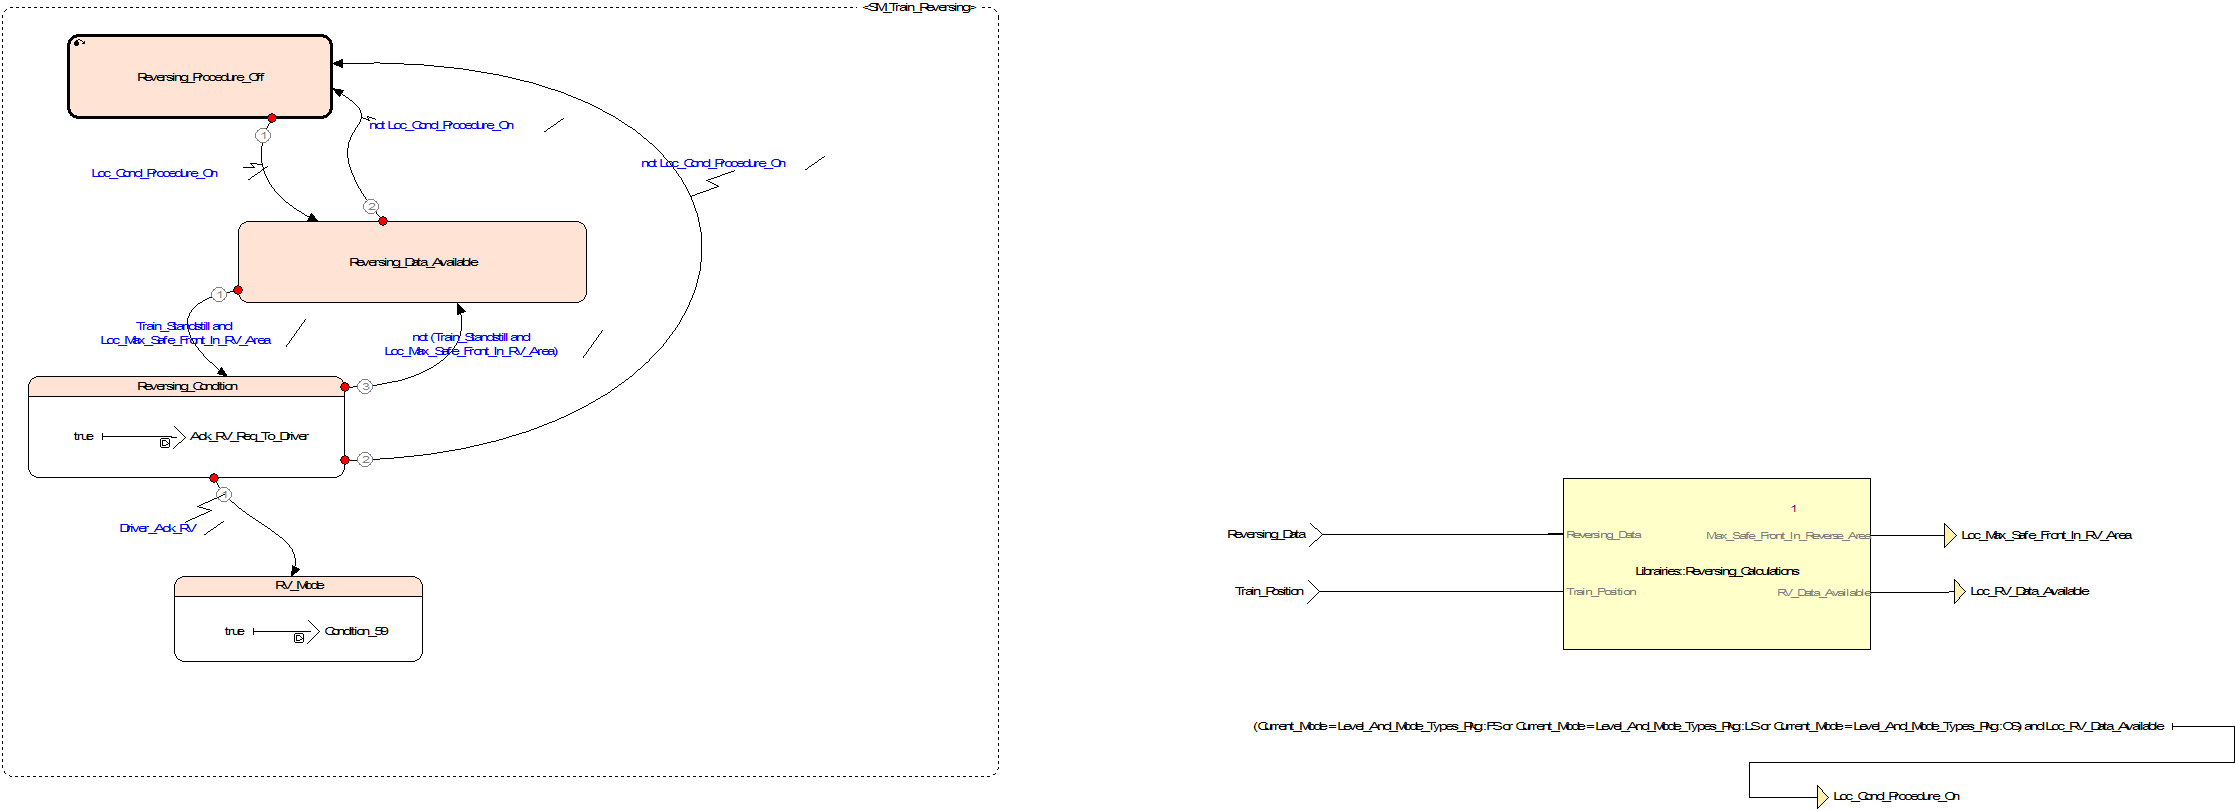 <SM_Train_Reversing>
Reversing_Procedure_Off
1
not Loc_Cond_Procedure_On
not Loc_Cond_Procedure_On
Loc_Cond_Procedure_On
2
Reversing_Data_Available
1
Train_Standstill and
Loc_Max_Safe_Front_In_RV_Area
not (Train_Standstill and
Loc_Max_Safe_Front_In_RV_Area)
Reversing_Condition
3
true
Ack_RV_Req_To_Driver
2
1
Driver_Ack_RV
RV_Mode
true
Condition_59
1
Reversing_Data
Reversing_Data
Max_Safe_Front_In_Reverse_Area
Loc_Max_Safe_Front_In_RV_Area
Librairies::Reversing_Calculations
Train_Position
Train_Position
RV_Data_Available
Loc_RV_Data_Available
(Current_Mode = Level_And_Mode_Types_Pkg::FS or Current_Mode = Level_And_Mode_Types_Pkg::LS or Current_Mode = Level_And_Mode_Types_Pkg::OS) and Loc_RV_Data_Available
Loc_Cond_Procedure_On